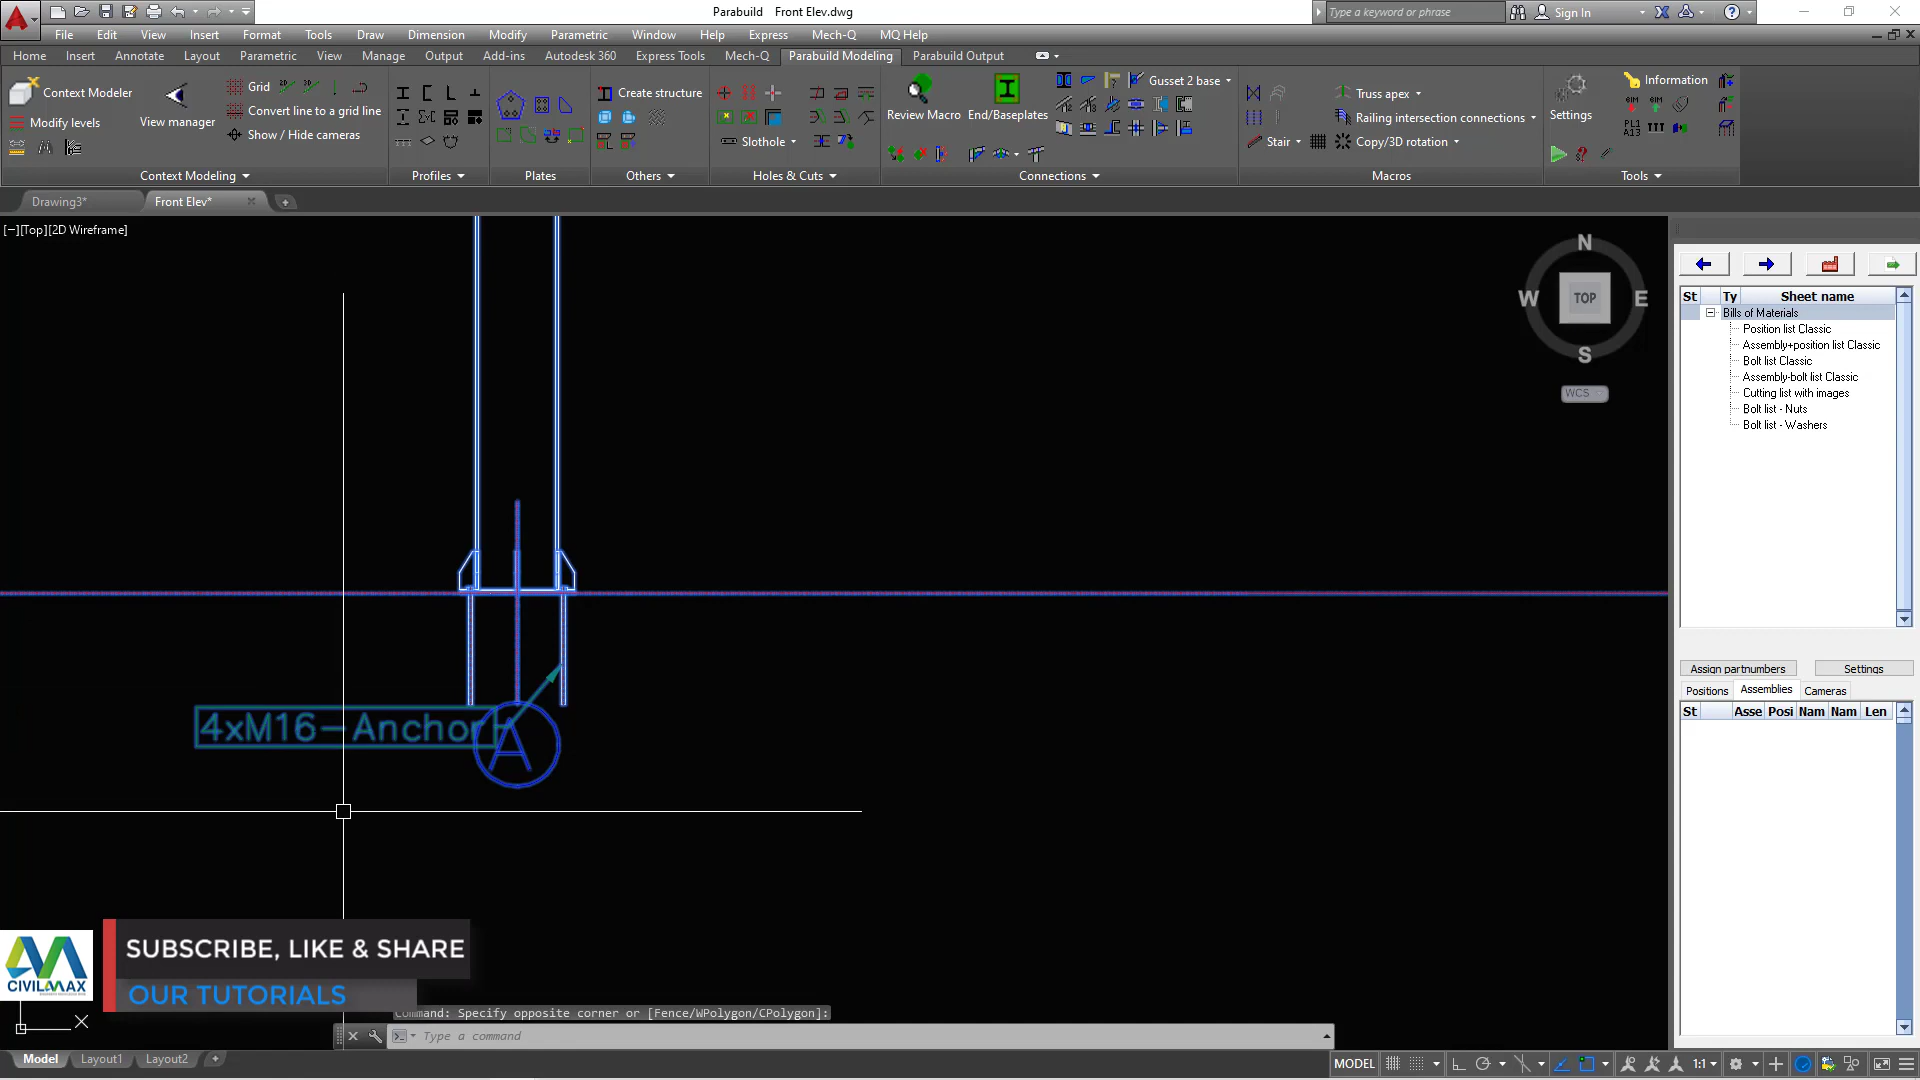 Parabuild    Front Elev.dwg
Type a keyword or phrase
Sign In
File Edit View Insert Format Tools Draw Dimension Modify Parametric Window Help Express Mech-Q MQ Help
Home Insert Annotate Layout Parametric View Manage Output Add-ins Autodesk 360 Express Tools Mech-Q Parabuild Modeling Parabuild Output
Context Modeler
Modify levels
View manager
Grid
Convert line to a grid line
Show / Hide cameras
Context Modeling
Profiles
Plates
Create structure
Others
Slothole
Holes & Cuts
Review Macro
End/Baseplates
Gusset 2 base
Connections
Truss apex
Railing intersection connections
Stair
Copy/3D rotation
Macros
Settings
Information
PL1
A13
Tools
Drawing3*
Front Elev*
[−][Top][2D Wireframe]
N
W
TOP
E
S
WCS
St Ty Sheet name
Bills of Materials
Position list Classic
Assembly+position list Classic
Bolt list Classic
Assembly-bolt list Classic
Cutting list with images
Bolt list - Nuts
Bolt list - Washers
Assign partnumbers
Settings
Positions Assemblies Cameras
St Asse Posi Nam Nam Len
4xM16-Anchor
A
CIVILMAX
SUBSCRIBE, LIKE & SHARE
OUR TUTORIALS
Command: Specify opposite corner or [Fence/WPolygon/CPolygon]:
Type a command
Model Layout1 Layout2
MODEL
1:1